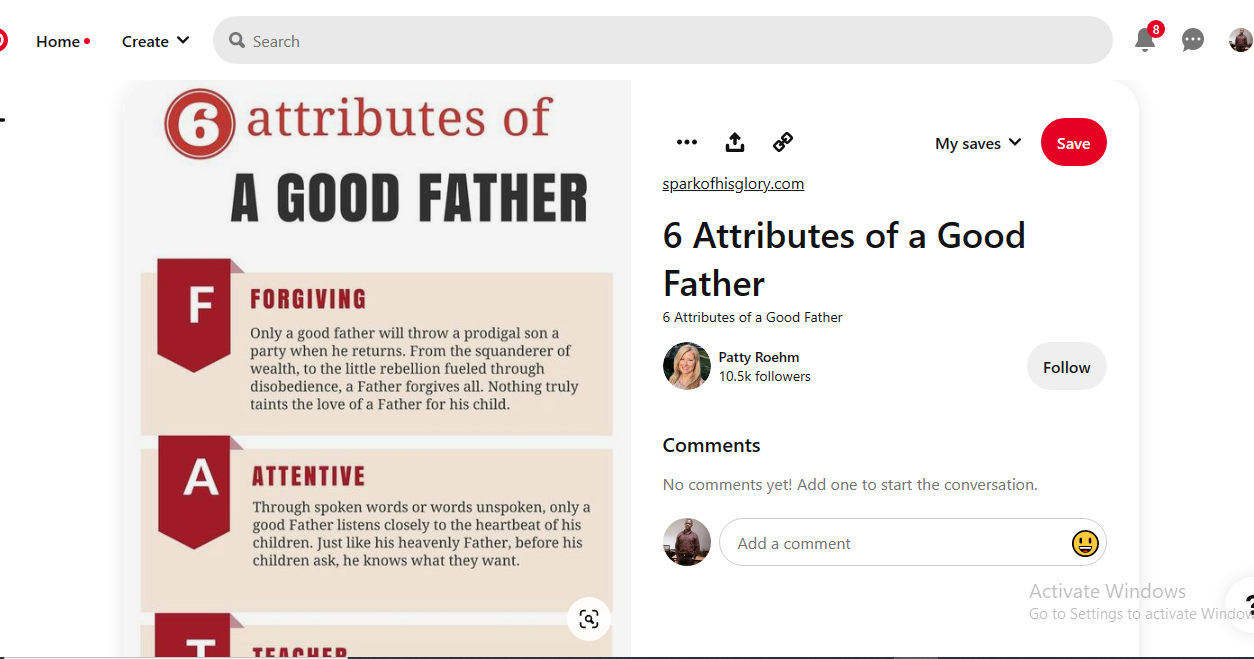 Home
Create
Search
8
6 attributes of
A GOOD FATHER
F
FORGIVING
Only a good father will throw a prodigal son a
party when he returns. From the squanderer of
wealth, to the little rebellion fueled through
disobedience, a Father forgives all. Nothing truly
taints the love of a Father for his child.
A
ATTENTIVE
Through spoken words or words unspoken, only a
good Father listens closely to the heartbeat of his
children. Just like his heavenly Father, before his
children ask, he knows what they want.
T
TEACHER
My saves
Save
sparkofhisglory.com
6 Attributes of a Good
Father
6 Attributes of a Good Father
Patty Roehm
10.5k followers
Follow
Comments
No comments yet! Add one to start the conversation.
Add a comment
Activate Windows
Go to Settings to activate Window
?